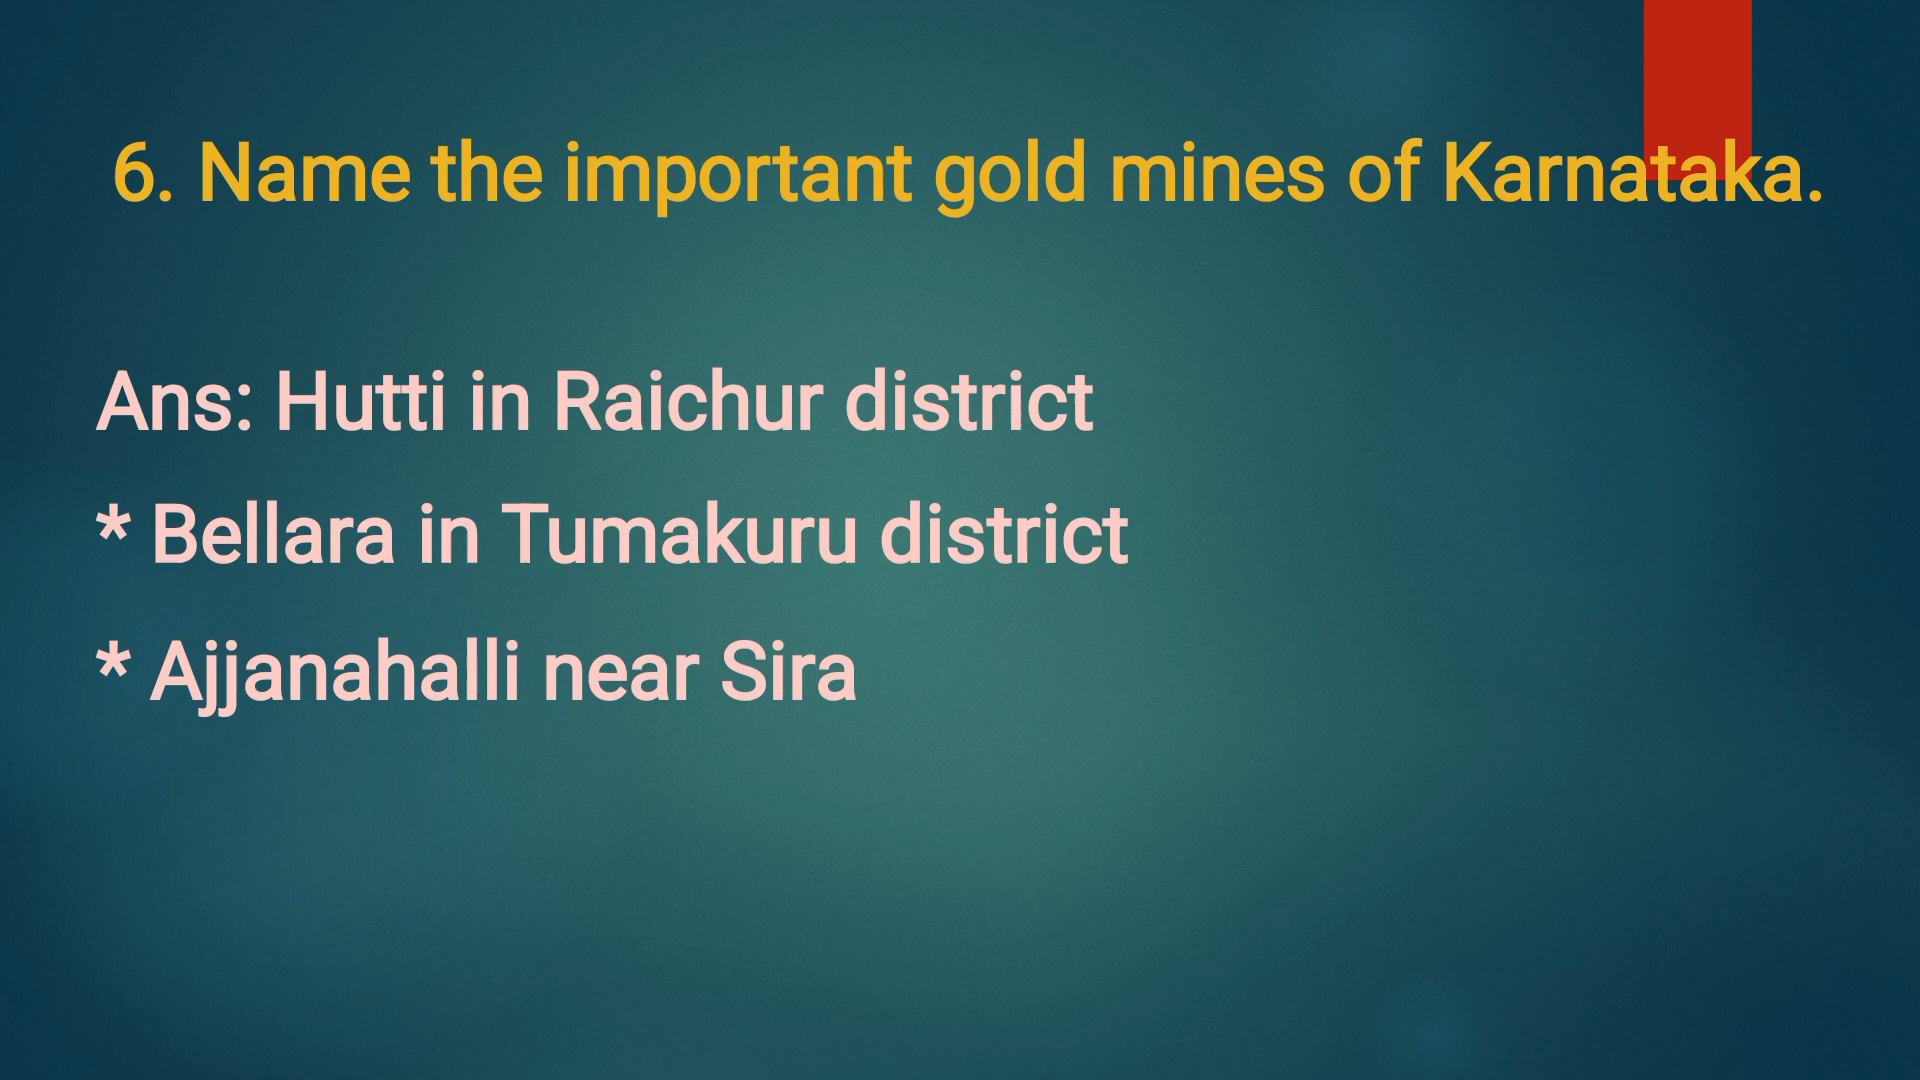 6. Name the important gold mines of Karnataka.
Ans: Hutti in Raichur district
* Bellara in Tumakuru district
* Ajjanahalli near Sira